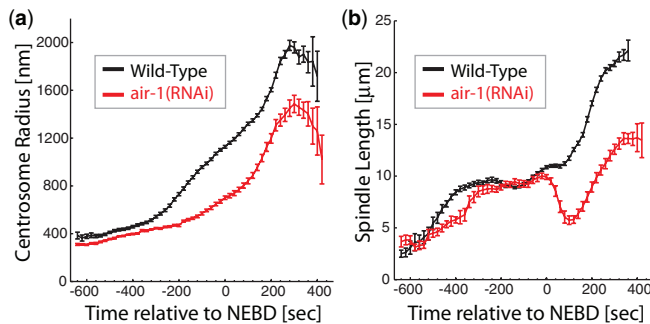 (a)
Centrosome Radius [nm]
2000
1600
1200
800
400
0
Wild-Type
air-1(RNAi)
-600 -400 -200 0 200 400
Time relative to NEBD [sec]
(b)
Spindle Length [μm]
25
20
15
10
5
0
Wild-Type
air-1(RNAi)
-600 -400 -200 0 200 400
Time relative to NEBD [sec]